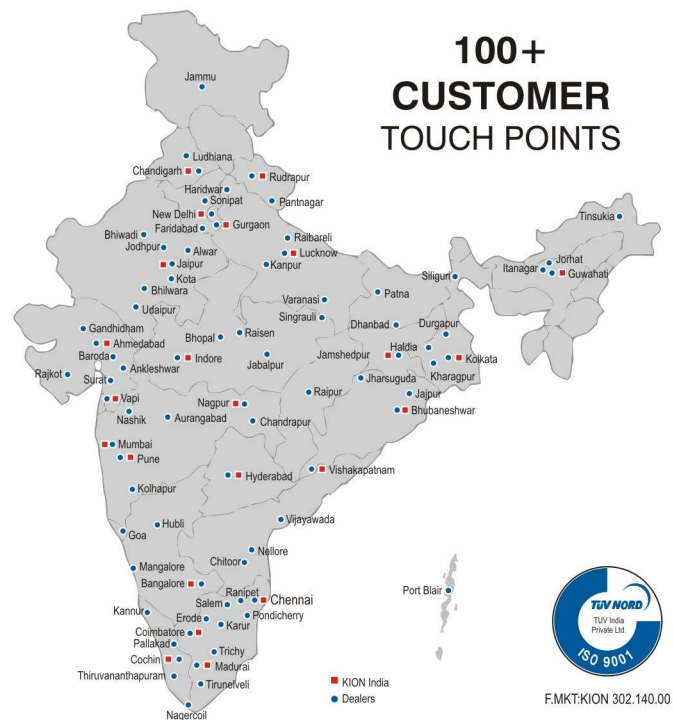 100+
CUSTOMER
TOUCH POINTS
Jammu
Ludhiana
Chandigarh
Rudrapur
Haridwar
Sonipat
Pantnagar
New Delhi
Gurgaon
Faridabad
Tinsukia
Bhiwadi
Raibareli
Jodhpur
Alwar
Lucknow
Jaipur
Kanpur
Jorhat
Itanagar
Guwahati
Siliguri
Kota
Bhilwara
Varanasi
Patna
Udaipur
Singrauli
Dhanbad
Durgapur
Gandhidham
Bhopal
Raisen
Ahmedabad
Haldia
Baroda
Indore
Jabalpur
Jamshedpur
Kolkata
Ankleshwar
Kharagpur
Rajkot
Surat
Jharsuguda
Raipur
Jajpur
Vapi
Nagpur
Bhubaneshwar
Nashik
Aurangabad
Chandrapur
Mumbai
Pune
Vishakapatnam
Hyderabad
Kolhapur
Vijayawada
Hubli
Goa
Nellore
Chitoor
Mangalore
Bangalore
Port Blair
Ranipet
Chennai
Salem
Kannur
Pondicherry
Erode
Karur
Coimbatore
Pallakad
Trichy
Cochin
Madurai
Thiruvananthapuram
Tirunelveli
Nagercoil
KION India
Dealers
TÜV NORD
TUV India
Private Ltd.
ISO 9001
F.MKT:KION 302.140.00